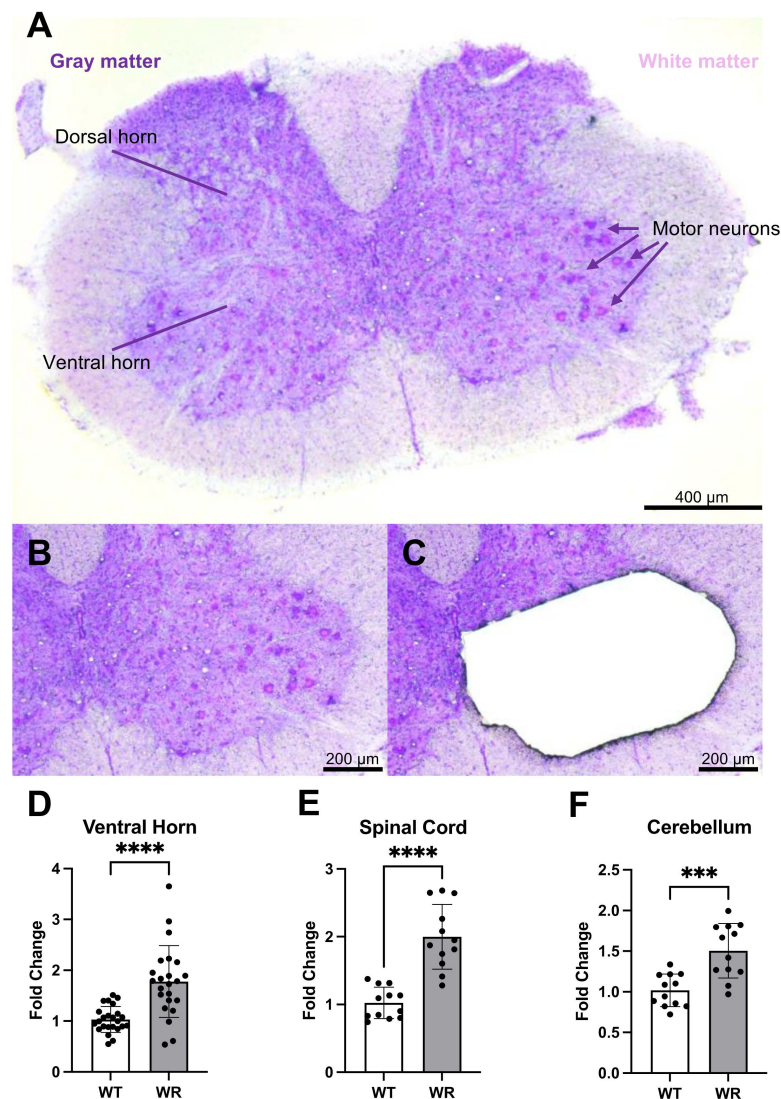 A
Gray matter
White matter
Dorsal horn
Motor neurons
Ventral horn
400 µm
B
C
200 µm
200 µm
D
E
F
Ventral Horn
Spinal Cord
Cerebellum
****
****
***
Fold Change
4
3
2
1
0
WT
WR
Fold Change
3
2
1
0
WT
WR
Fold Change
2.5
2.0
1.5
1.0
0.5
0.0
WT
WR